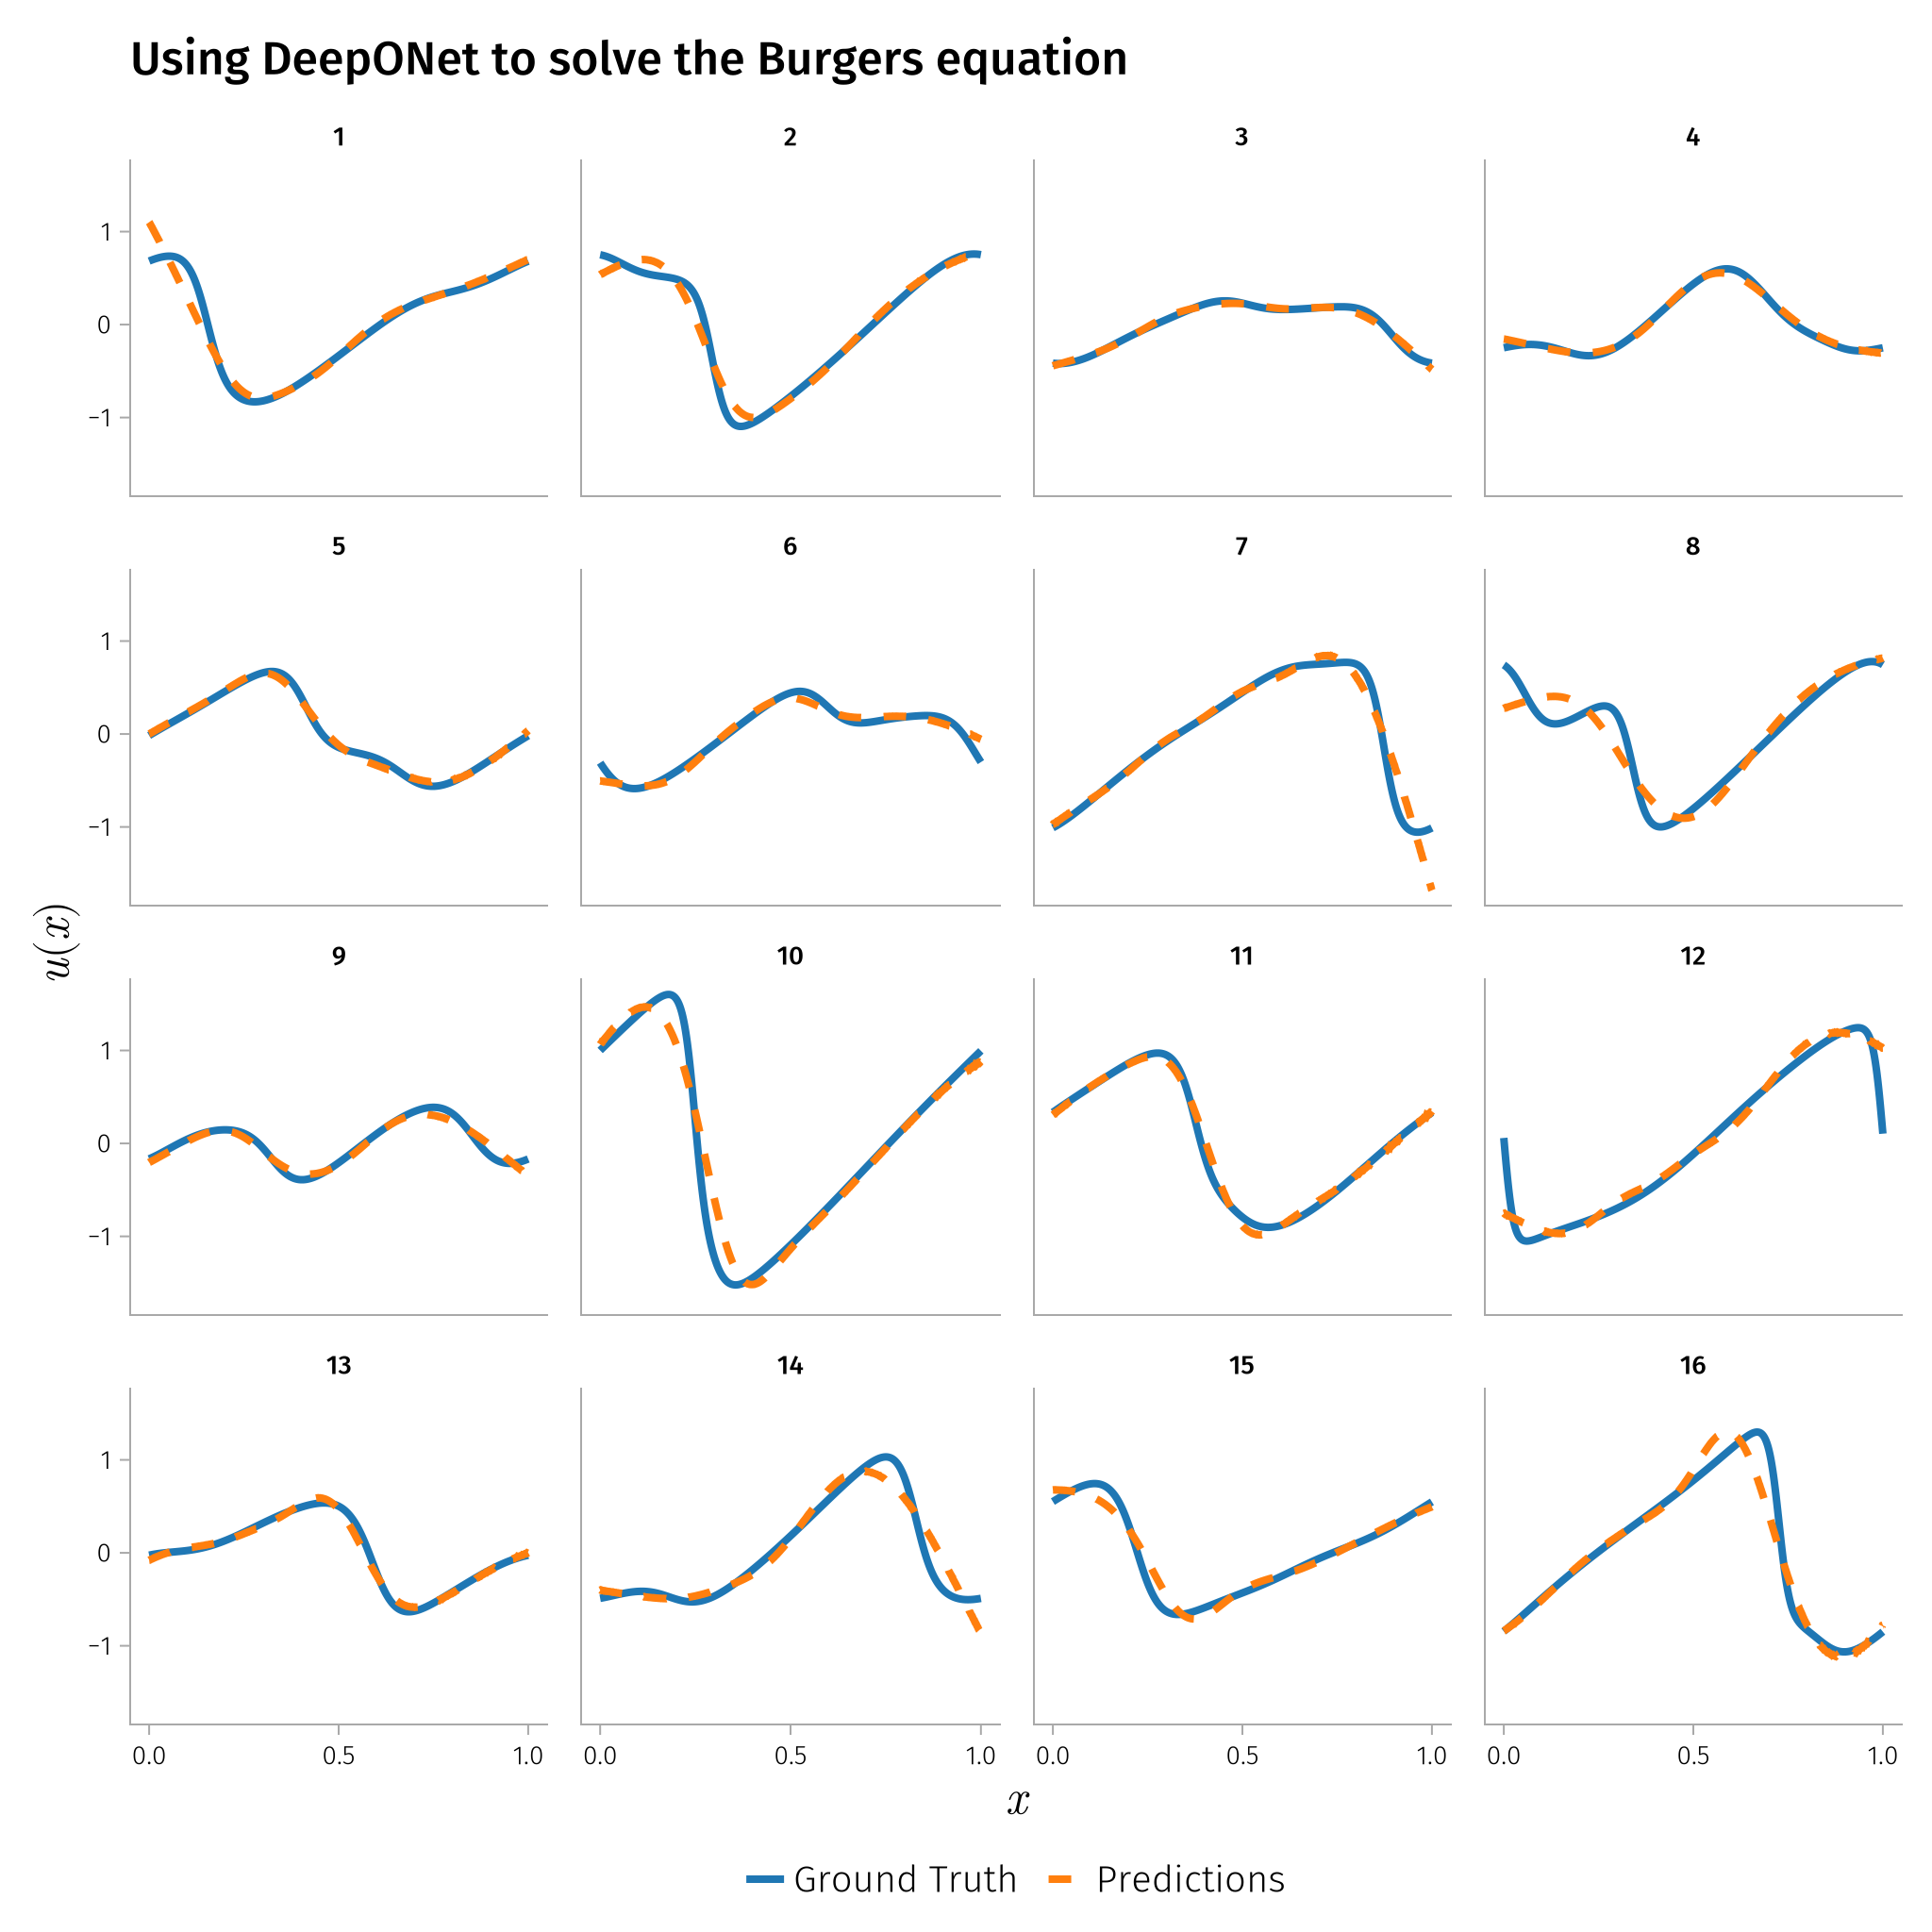 Using DeepONet to solve the Burgers equation
1 2 3 4
1
0
−1
5 6 7 8
1
0
−1
u(x)
9 10 11 12
1
0
−1
13 14 15 16
1
0
−1
0.0 0.5 1.0 0.0 0.5 1.0 0.0 0.5 1.0 0.0 0.5 1.0
x
Ground Truth Predictions